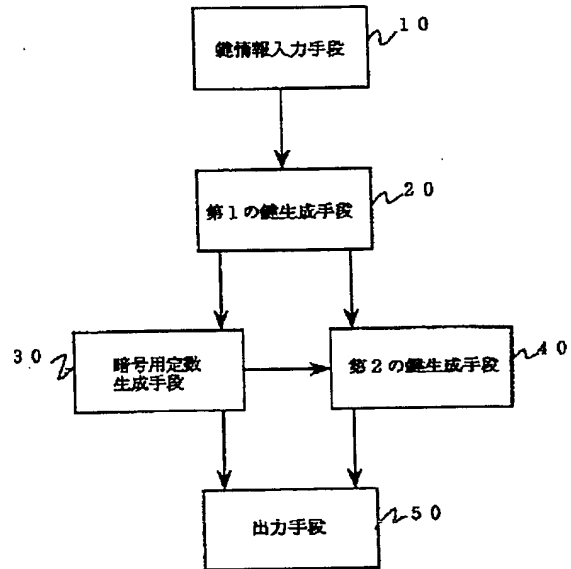 10
鍵情報入力手段
20
第1の鍵生成手段
30
暗号用定数
生成手段
40
第2の鍵生成手段
50
出力手段